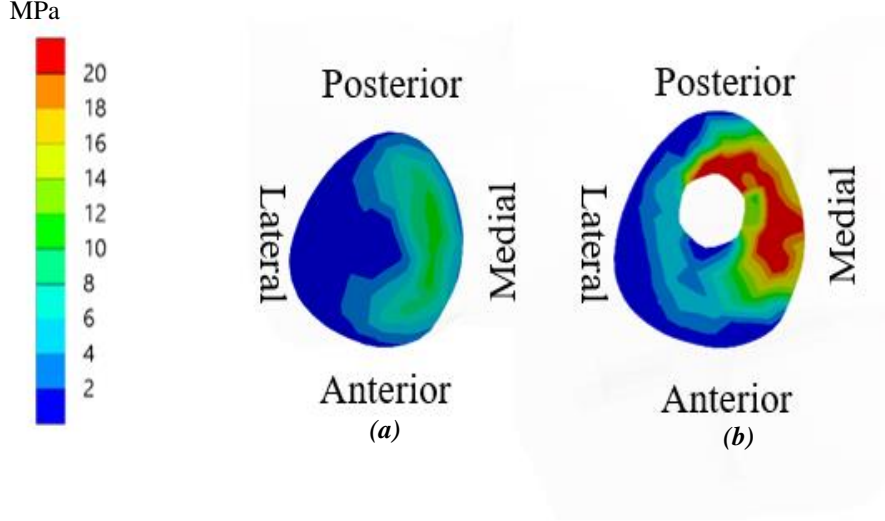 MPa
20
18
16
14
12
10
8
6
4
2
Posterior
Lateral
Medial
Anterior
(a)
Posterior
Lateral
Medial
Anterior
(b)